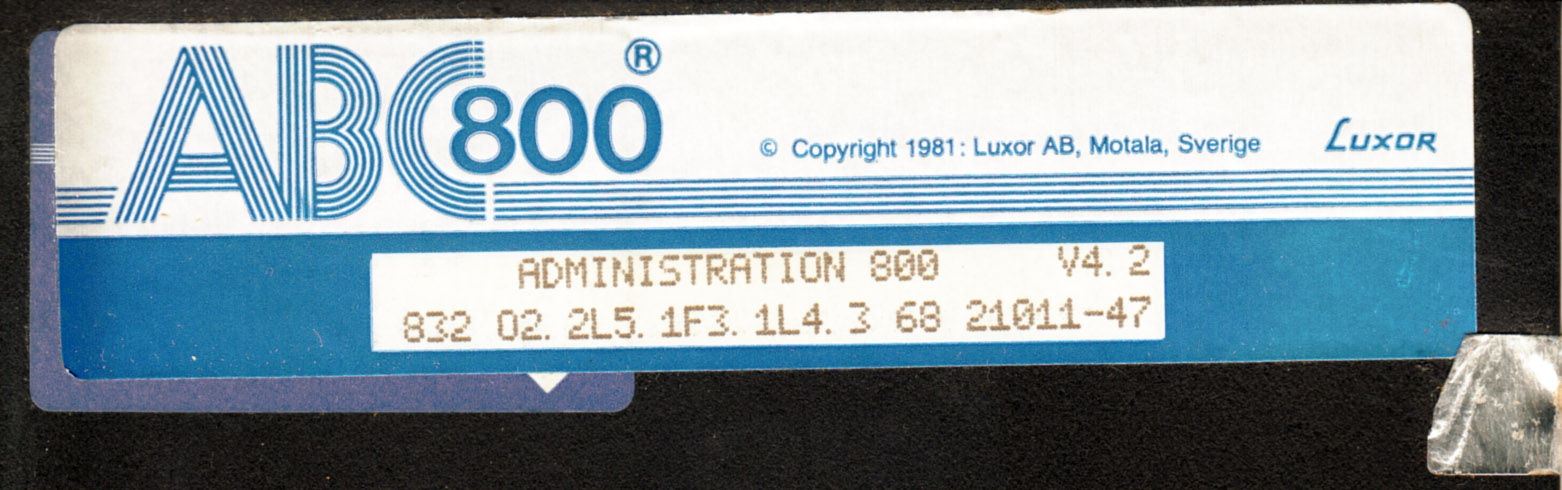 ABC800®
© Copyright 1981: Luxor AB, Motala, Sverige
LUXOR
ADMINISTRATION 800 V4. 2
832 02. 2L5. 1F3. 1L4. 3 68 21011-47